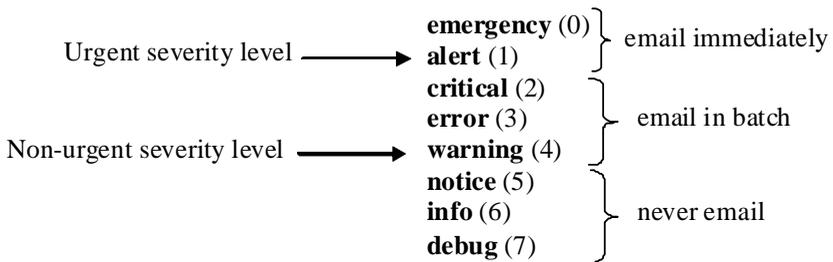 emergency (0)
email immediately
Urgent severity level
alert (1)
critical (2)
error (3)
email in batch
Non-urgent severity level
warning (4)
notice (5)
info (6)
never email
debug (7)